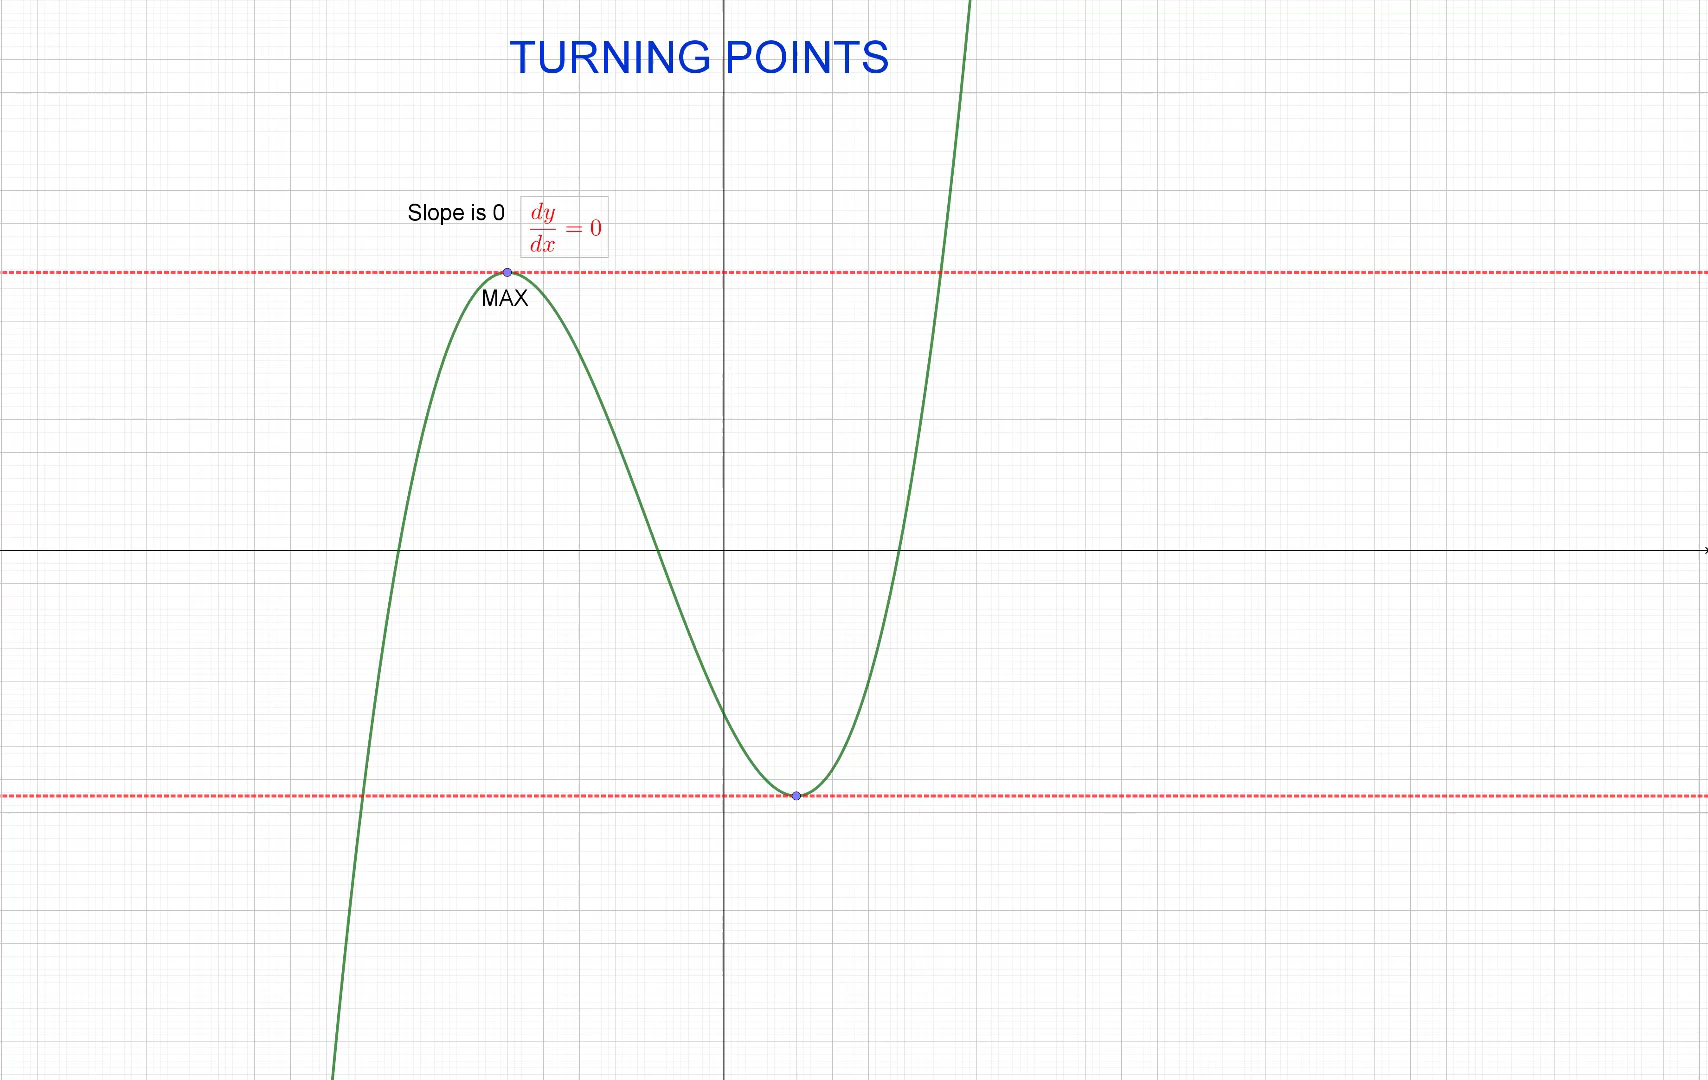 TURNING POINTS
Slope is 0
dy/dx = 0
MAX